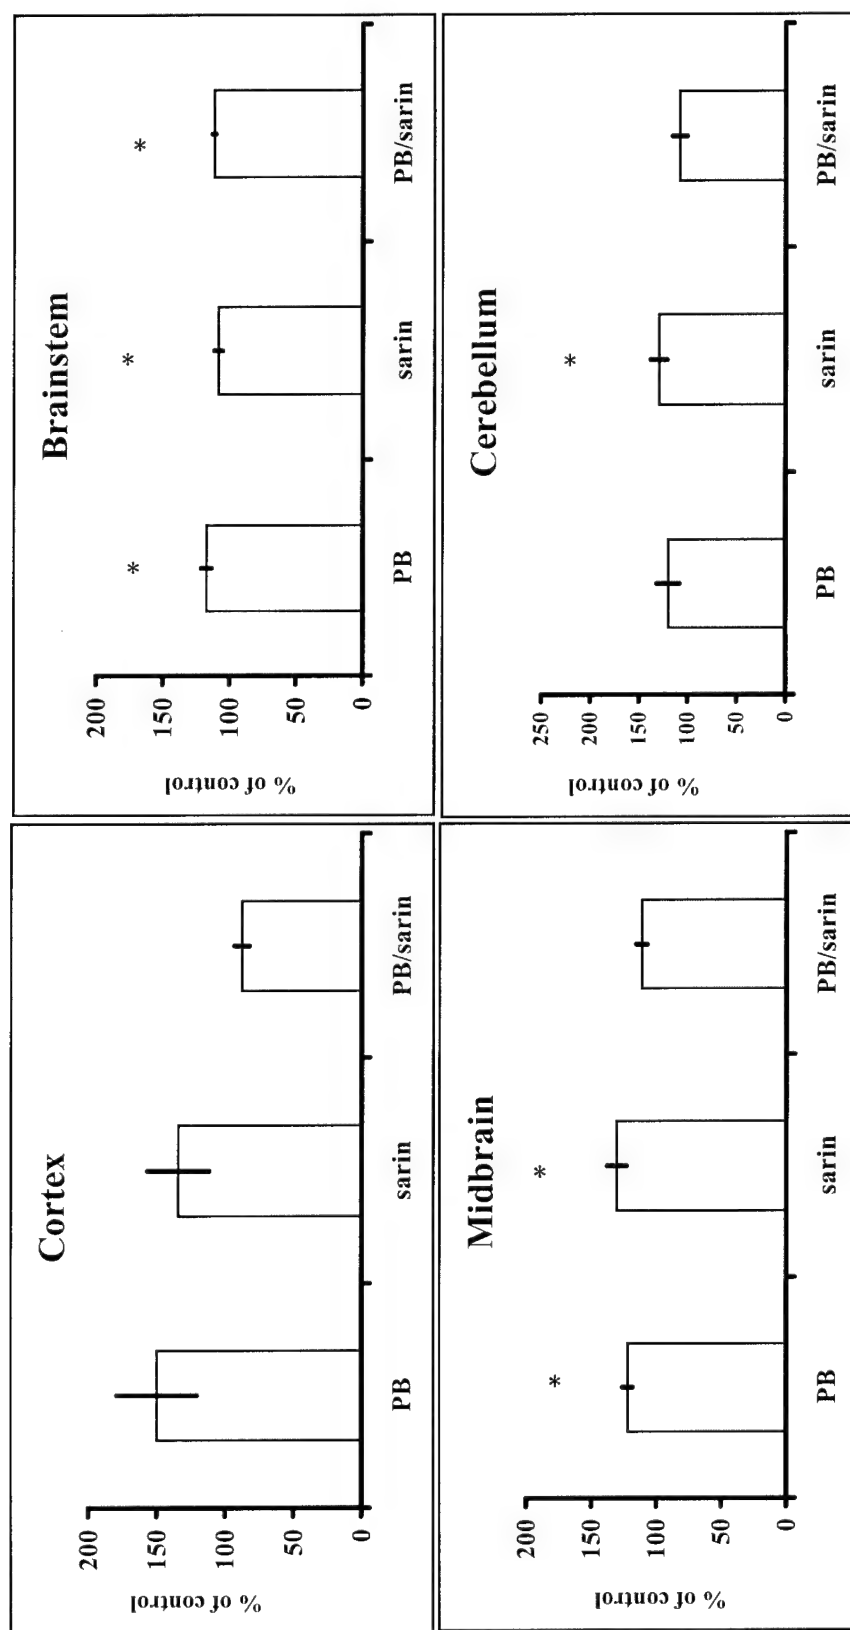 Cortex
% of control
200
150
100
50
0
PB
sarin
PB/sarin
Brainstem
% of control
200
150
100
50
0
*
*
*
PB
sarin
PB/sarin
Midbrain
% of control
200
150
100
50
0
*
*
PB
sarin
PB/sarin
Cerebellum
% of control
250
200
150
100
50
0
*
PB
sarin
PB/sarin